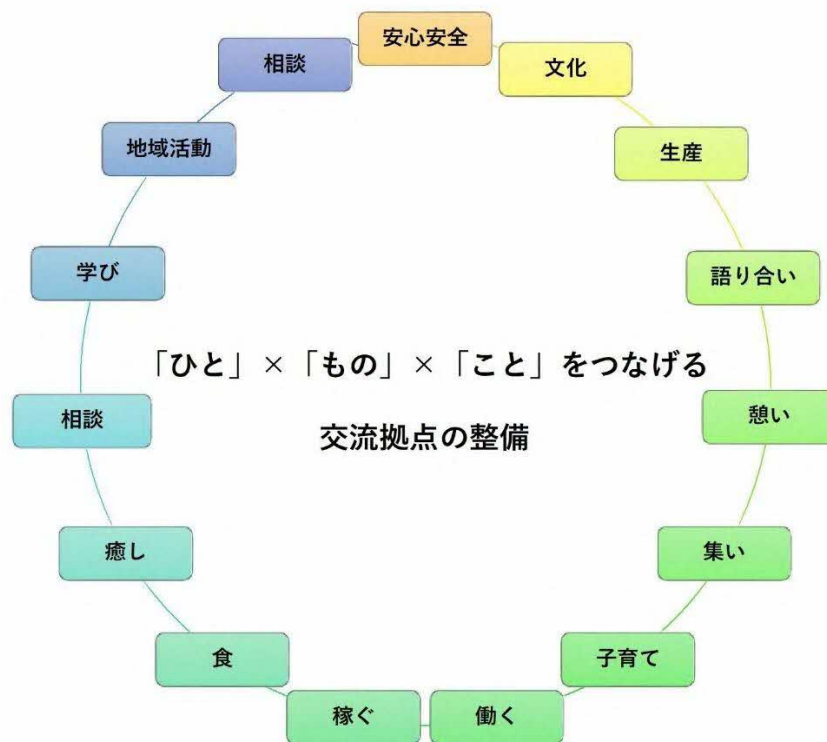 安心安全
文化
生産
語り合い
憩い
集い
子育て
働く
稼ぐ
食
癒し
相談
学び
地域活動
相談
「ひと」×「もの」×「こと」をつなげる
交流拠点の整備